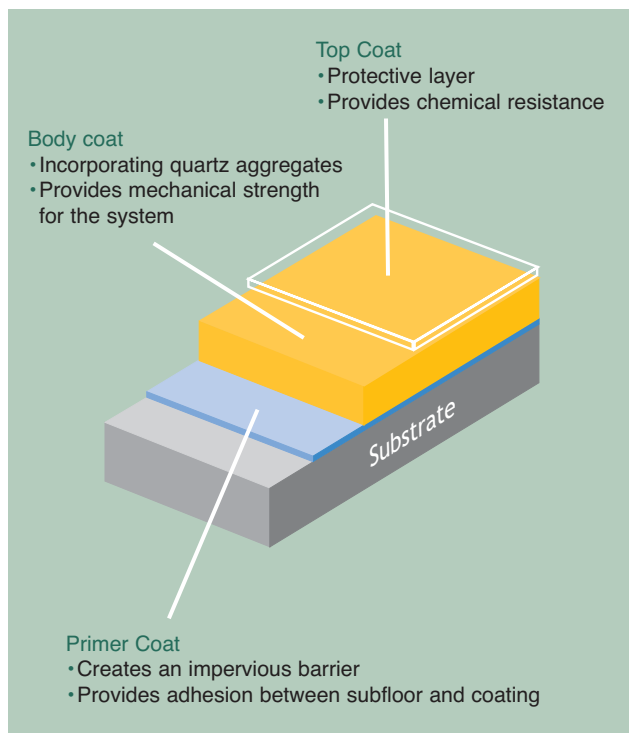 Top Coat
•Protective layer
•Provides chemical resistance
Body coat
•Incorporating quartz aggregates
•Provides mechanical strength
for the system
Substrate
Primer Coat
•Creates an impervious barrier
•Provides adhesion between subfloor and coating